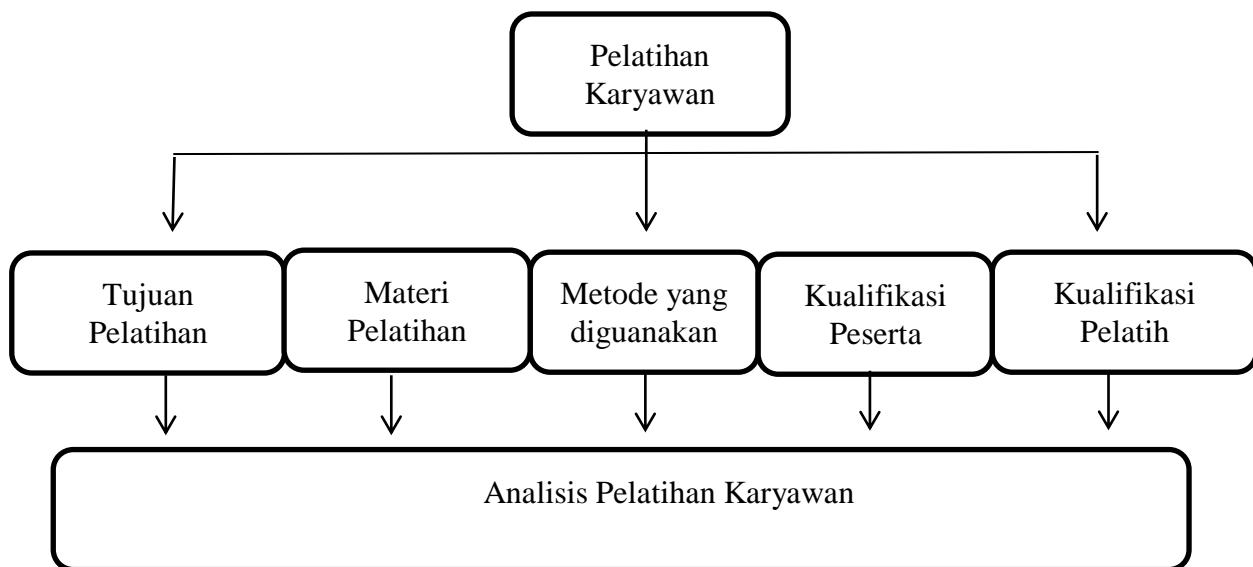 Pelatihan
Karyawan
Tujuan
Pelatihan
Materi
Pelatihan
Metode yang
diguanakan
Kualifikasi
Peserta
Kualifikasi
Pelatih
Analisis Pelatihan Karyawan